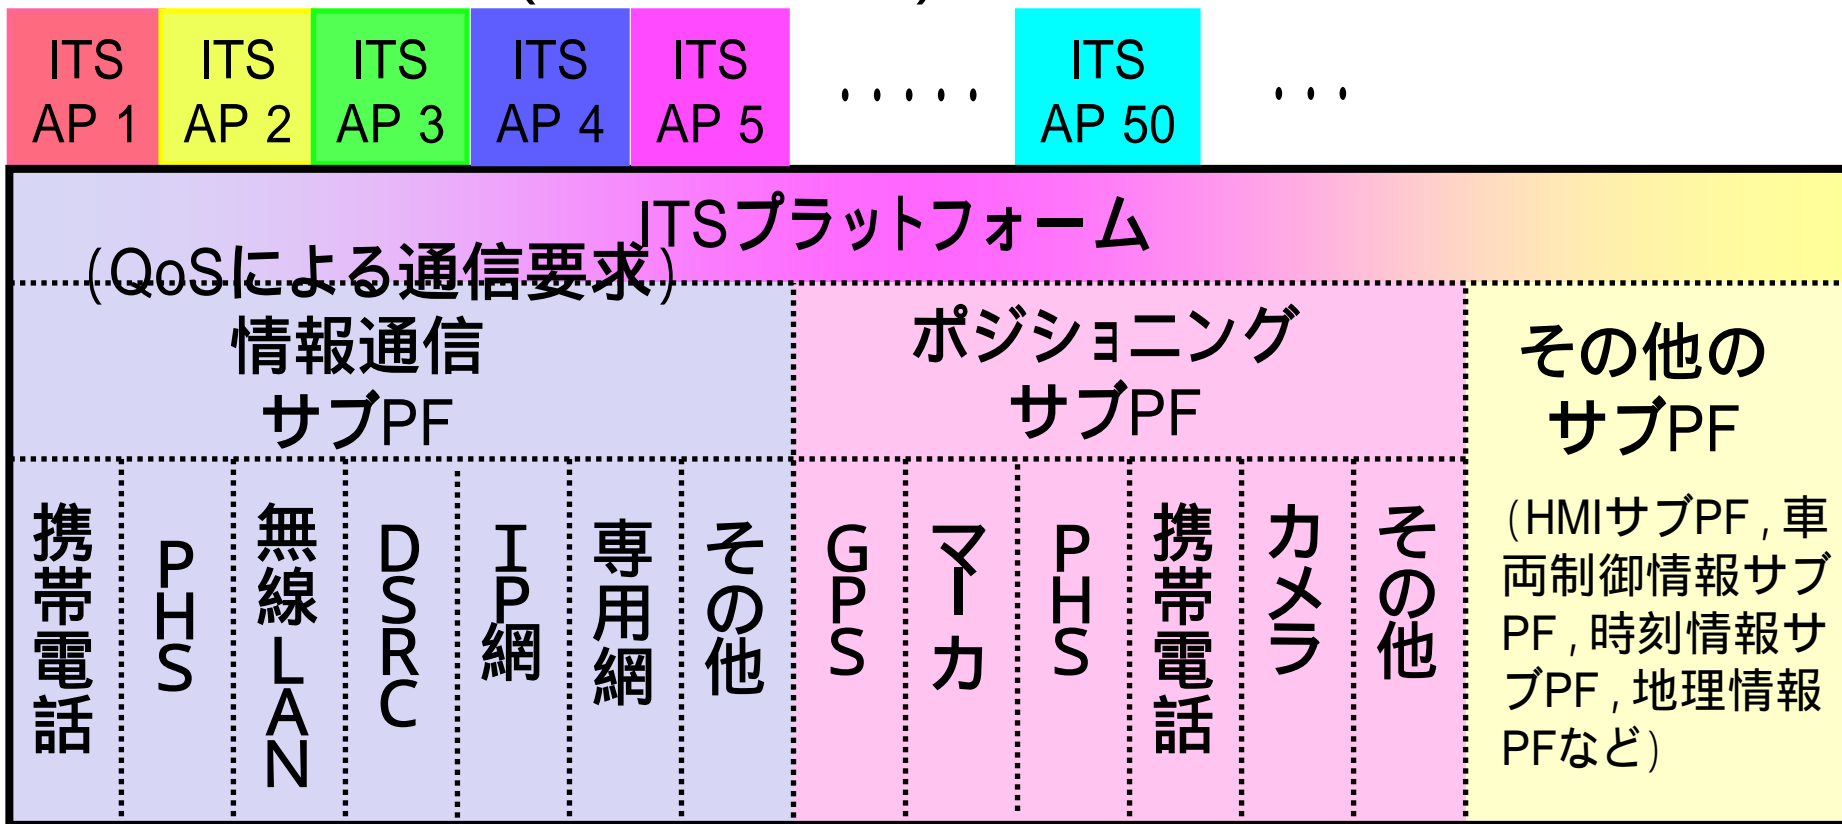 ITS
AP 1
ITS
AP 2
ITS
AP 3
ITS
AP 4
ITS
AP 5
・・・・・
ITS
AP 50
・・・
ITSプラットフォーム
(QoSによる通信要求)
情報通信
サブPF
ポジショニング
サブPF
その他の
サブPF
携帯電話
PHS
無線LAN
DSRC
IP網
専用網
その他
GPS
マーカ
PHS
携帯電話
カメラ
その他
(HMIサブPF，車
両制御情報サブ
PF，時刻情報サ
ブPF，地理情報
PFなど)